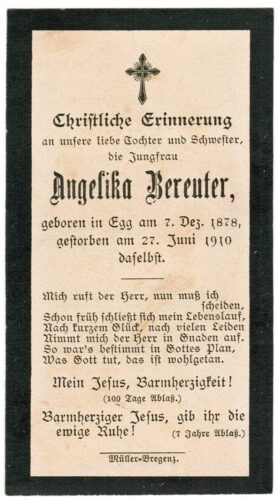 Christliche Erinnerung
an unsere liebe Tochter und Schwester,
die Jungfrau
Angelika Bereuter,
geboren in Egg am 7. Dez. 1878,
gestorben am 27. Juni 1910
daselbst.
Mich ruft der Herr, nun muß ich
scheiden,
Schon früh schließt sich mein Lebenslauf,
Nach kurzem Glück, nach vielen Leiden
Nimmt mich der Herr in Gnaden auf.
So war's bestimmt in Gottes Plan,
Was Gott tut, das ist wohlgetan.
Mein Jesus, Barmherzigkeit!
(100 Tage Ablaß.)
Barmherziger Jesus, gib ihr die
ewige Ruhe! (7 Jahre Ablaß.)
Müller-Bregenz.